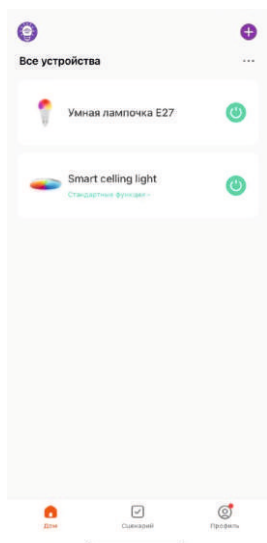 Все устройства
Умная лампочка E27
Smart celling light
Стандартные функции
Дом
Сценарий
Профиль